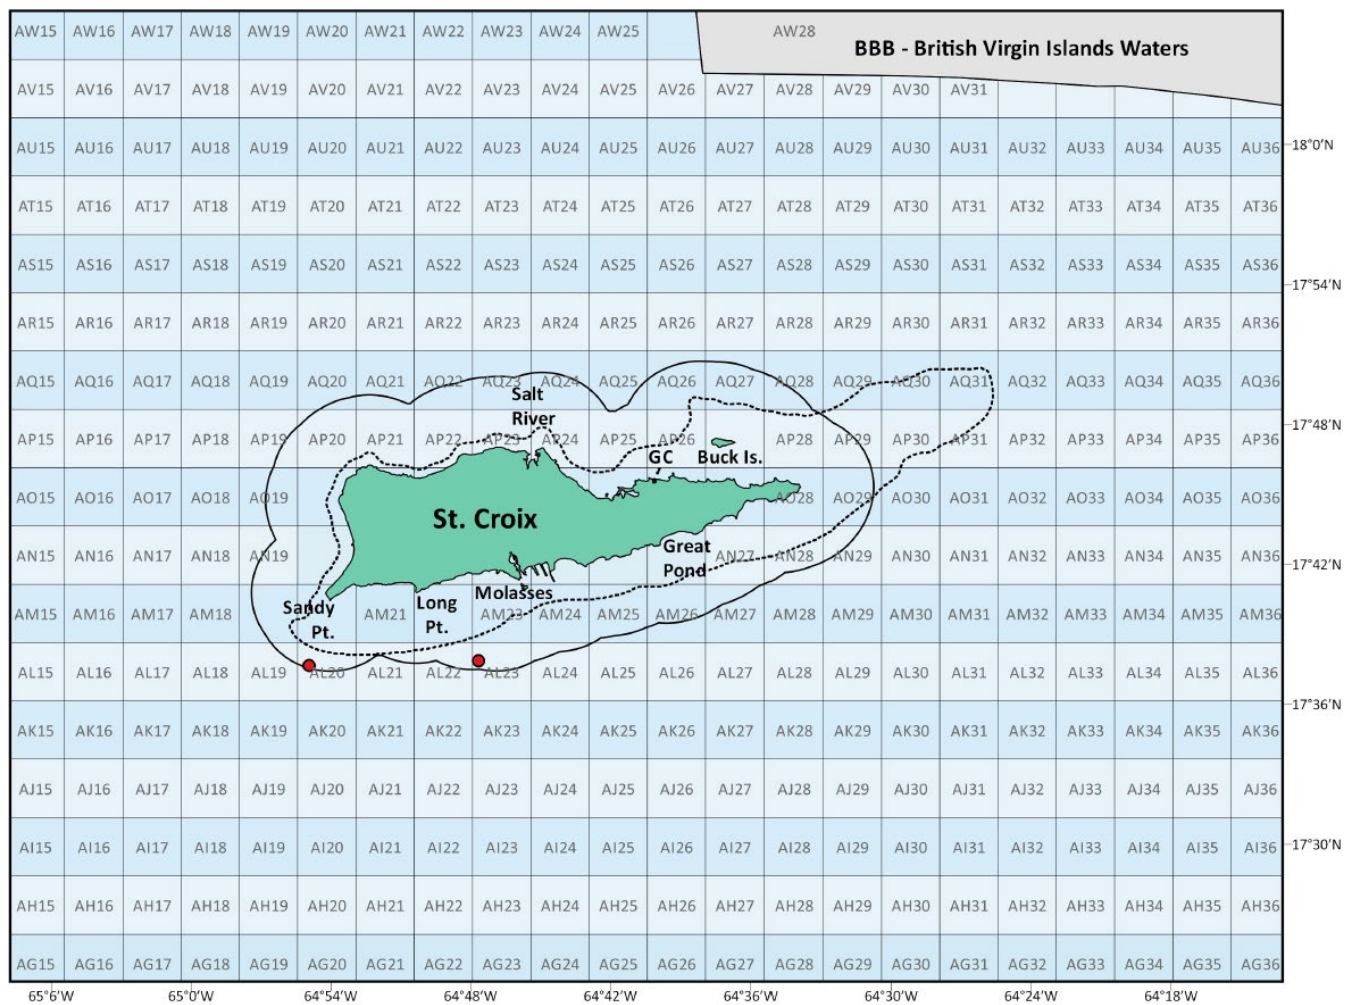 AW15 AW16 AW17 AW18 AW19 AW20 AW21 AW22 AW23 AW24 AW25 AW28
BBB - British Virgin Islands Waters
AV15 AV16 AV17 AV18 AV19 AV20 AV21 AV22 AV23 AV24 AV25 AV26 AV27 AV28 AV29 AV30 AV31
AU15 AU16 AU17 AU18 AU19 AU20 AU21 AU22 AU23 AU24 AU25 AU26 AU27 AU28 AU29 AU30 AU31 AU32 AU33 AU34 AU35 AU36 18°0'N
AT15 AT16 AT17 AT18 AT19 AT20 AT21 AT22 AT23 AT24 AT25 AT26 AT27 AT28 AT29 AT30 AT31 AT32 AT33 AT34 AT35 AT36
AS15 AS16 AS17 AS18 AS19 AS20 AS21 AS22 AS23 AS24 AS25 AS26 AS27 AS28 AS29 AS30 AS31 AS32 AS33 AS34 AS35 AS36
17°54'N
AR15 AR16 AR17 AR18 AR19 AR20 AR21 AR22 AR23 AR24 AR25 AR26 AR27 AR28 AR29 AR30 AR31 AR32 AR33 AR34 AR35 AR36
AQ15 AQ16 AQ17 AQ18 AQ19 AQ20 AQ21 AQ22 AQ23 AQ24 AQ25 AQ26 AQ27 AQ28 AQ29 AQ30 AQ31 AQ32 AQ33 AQ34 AQ35 AQ36
Salt
River
17°48'N
AP15 AP16 AP17 AP18 AP19 AP20 AP21 AP22 AP23 AP24 AP25 AP26 AP28 AP29 AP30 AP31 AP32 AP33 AP34 AP35 AP36
GC Buck Is.
AO15 AO16 AO17 AO18 AO19 AO28 AO29 AO30 AO31 AO32 AO33 AO34 AO35 AO36
St. Croix
Great
Pond
AN15 AN16 AN17 AN18 AN19 AN27 AN28 AN29 AN30 AN31 AN32 AN33 AN34 AN35 AN36
17°42'N
Molasses
Sandy
Pt.
Long
Pt.
AM15 AM16 AM17 AM18 AM21 AM23 AM24 AM25 AM26 AM27 AM28 AM29 AM30 AM31 AM32 AM33 AM34 AM35 AM36
AL15 AL16 AL17 AL18 AL19 AL20 AL21 AL22 AL23 AL24 AL25 AL26 AL27 AL28 AL29 AL30 AL31 AL32 AL33 AL34 AL35 AL36
17°36'N
AK15 AK16 AK17 AK18 AK19 AK20 AK21 AK22 AK23 AK24 AK25 AK26 AK27 AK28 AK29 AK30 AK31 AK32 AK33 AK34 AK35 AK36
AJ15 AJ16 AJ17 AJ18 AJ19 AJ20 AJ21 AJ22 AJ23 AJ24 AJ25 AJ26 AJ27 AJ28 AJ29 AJ30 AJ31 AJ32 AJ33 AJ34 AJ35 AJ36
AI15 AI16 AI17 AI18 AI19 AI20 AI21 AI22 AI23 AI24 AI25 AI26 AI27 AI28 AI29 AI30 AI31 AI32 AI33 AI34 AI35 AI36 17°30'N
AH15 AH16 AH17 AH18 AH19 AH20 AH21 AH22 AH23 AH24 AH25 AH26 AH27 AH28 AH29 AH30 AH31 AH32 AH33 AH34 AH35 AH36
AG15 AG16 AG17 AG18 AG19 AG20 AG21 AG22 AG23 AG24 AG25 AG26 AG27 AG28 AG29 AG30 AG31 AG32 AG33 AG34 AG35 AG36
65°6'W 65°0'W 64°54'W 64°48'W 64°42'W 64°36'W 64°30'W 64°24'W 64°18'W